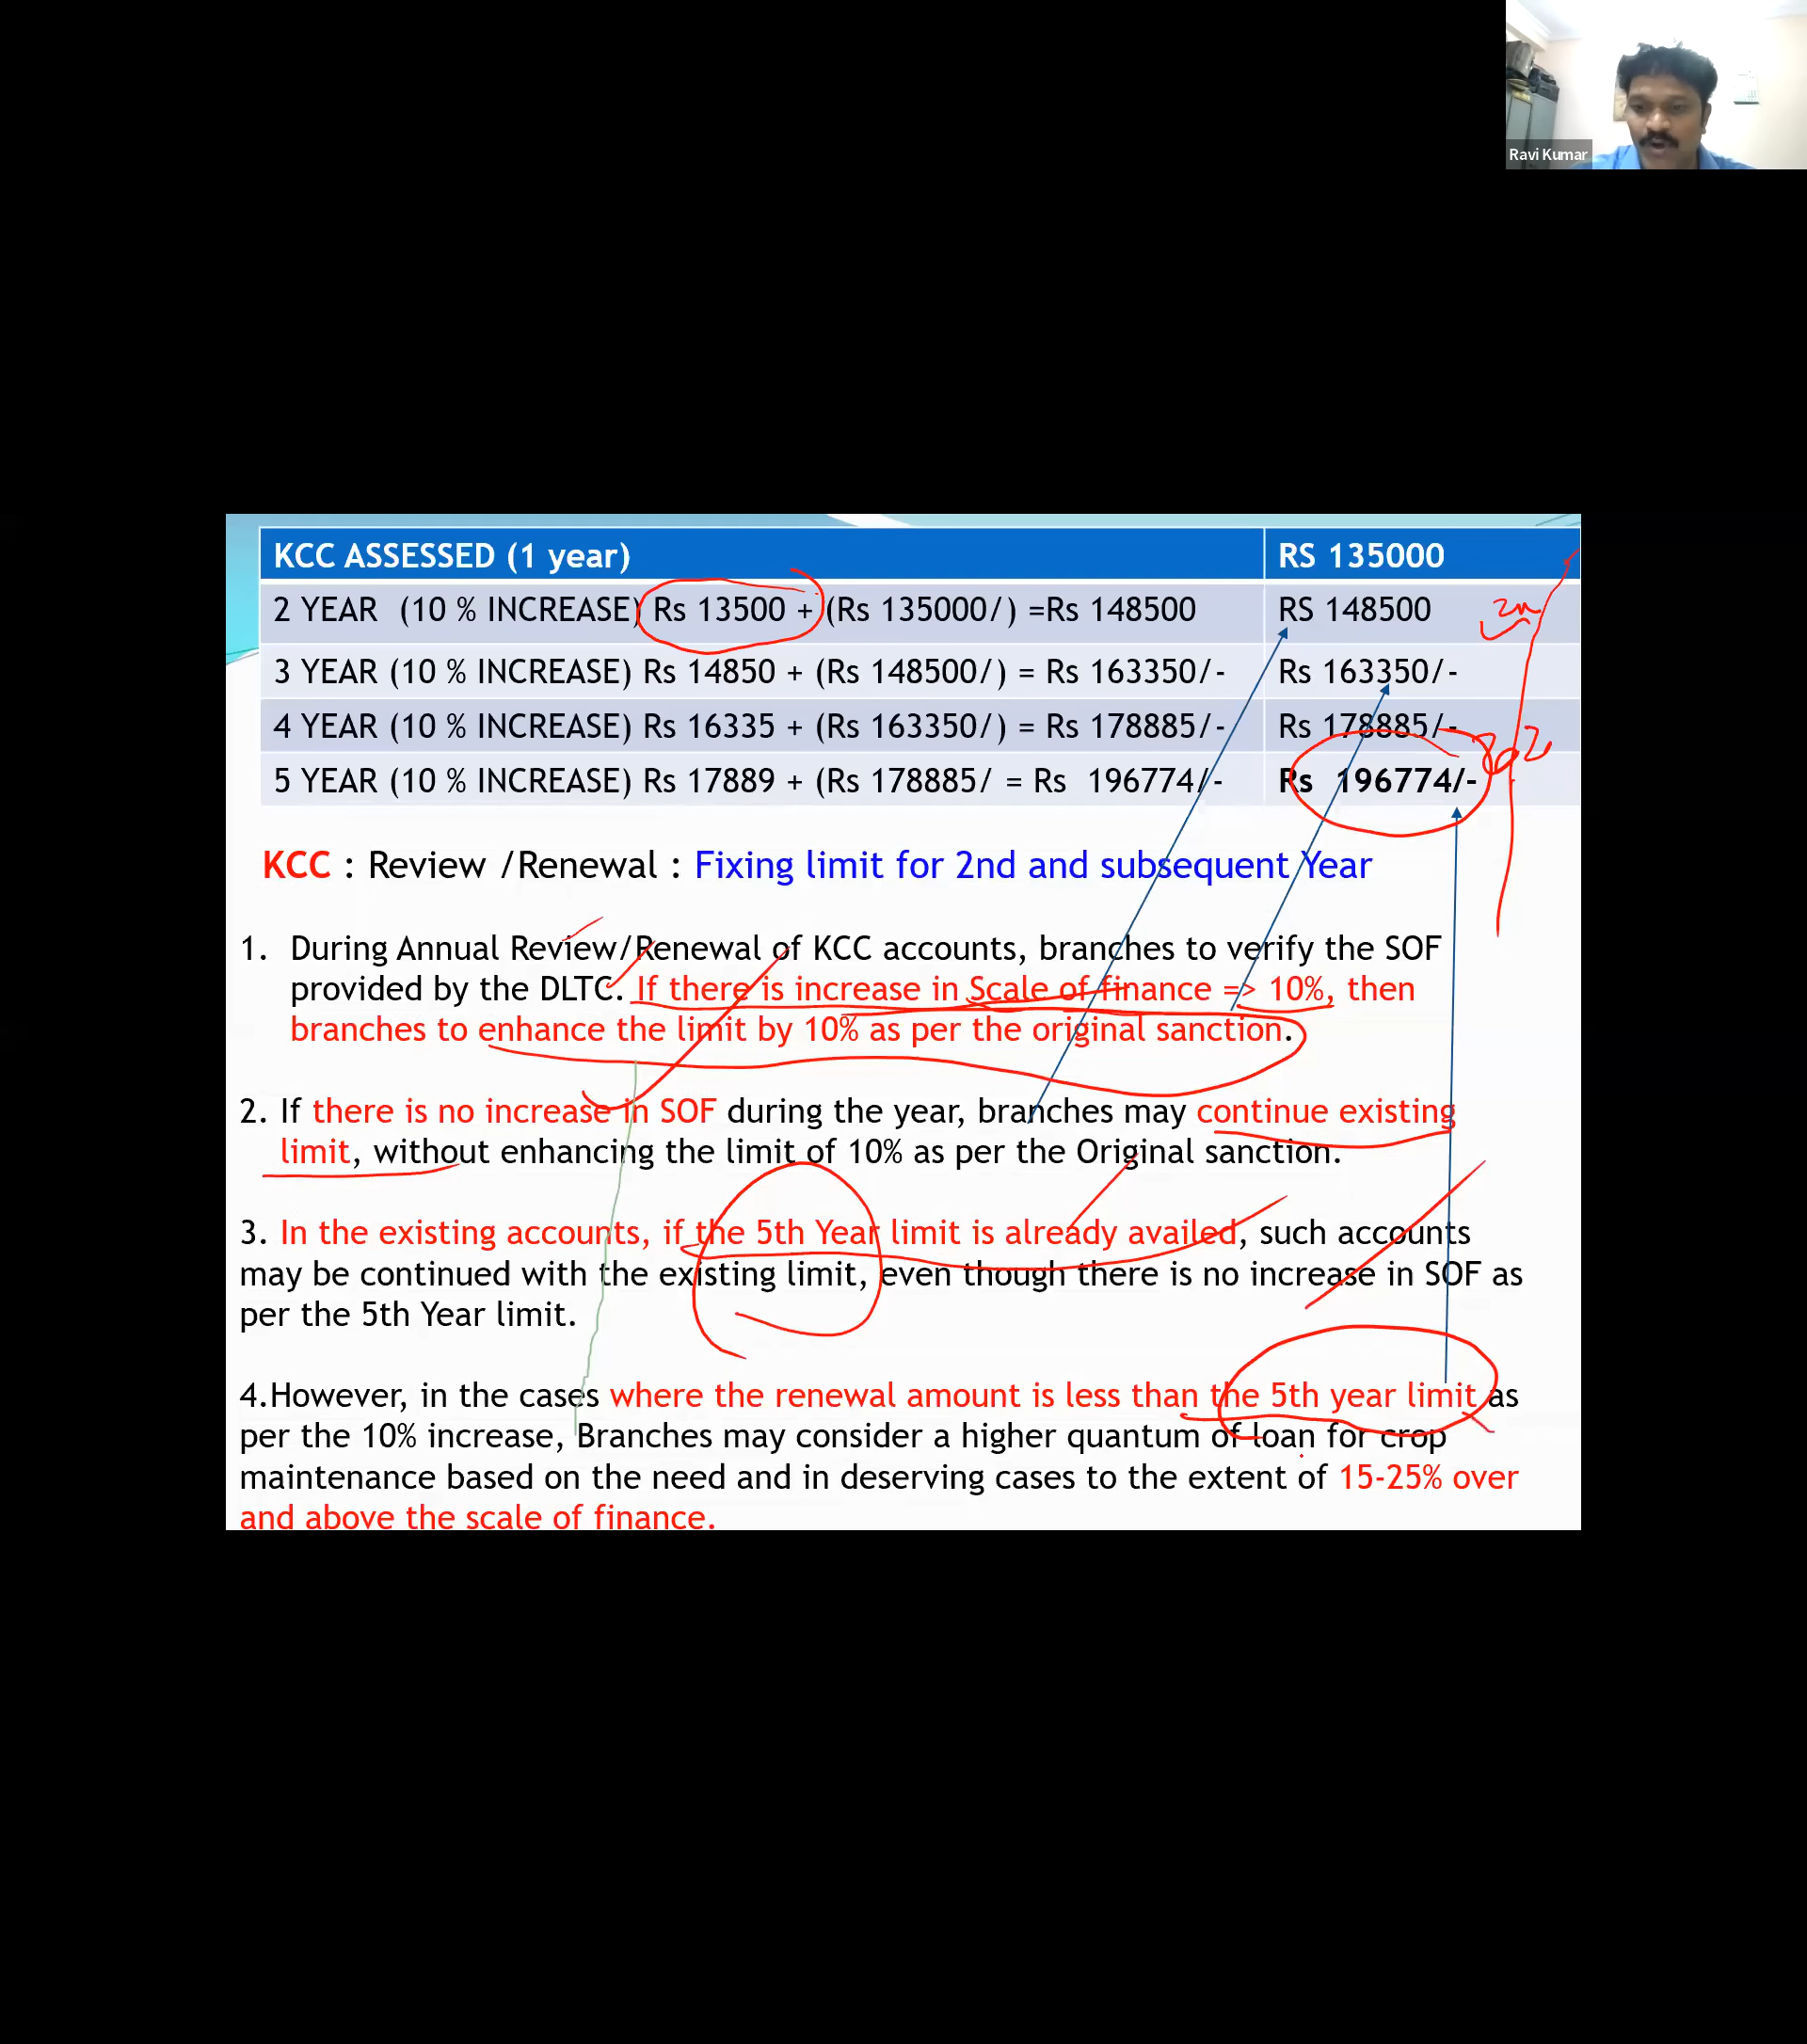 Ravi Kumar
KCC ASSESSED (1 year) RS 135000
2 YEAR (10 % INCREASE) Rs 13500 + (Rs 135000/) =Rs 148500 RS 148500
3 YEAR (10 % INCREASE) Rs 14850 + (Rs 148500/) = Rs 163350/- Rs 163350/-
4 YEAR (10 % INCREASE) Rs 16335 + (Rs 163350/) = Rs 178885/- Rs 178885/-
5 YEAR (10 % INCREASE) Rs 17889 + (Rs 178885/ = Rs 196774/- Rs 196774/-
KCC : Review /Renewal : Fixing limit for 2nd and subsequent Year
1. During Annual Review/Renewal of KCC accounts, branches to verify the SOF
provided by the DLTC. If there is increase in Scale of finance => 10%, then
branches to enhance the limit by 10% as per the original sanction.
2. If there is no increase in SOF during the year, branches may continue existing
limit, without enhancing the limit of 10% as per the Original sanction.
3. In the existing accounts, if the 5th Year limit is already availed, such accounts
may be continued with the existing limit, even though there is no increase in SOF as
per the 5th Year limit.
4.However, in the cases where the renewal amount is less than the 5th year limit as
per the 10% increase, Branches may consider a higher quantum of loan for crop
maintenance based on the need and in deserving cases to the extent of 15-25% over
and above the scale of finance.